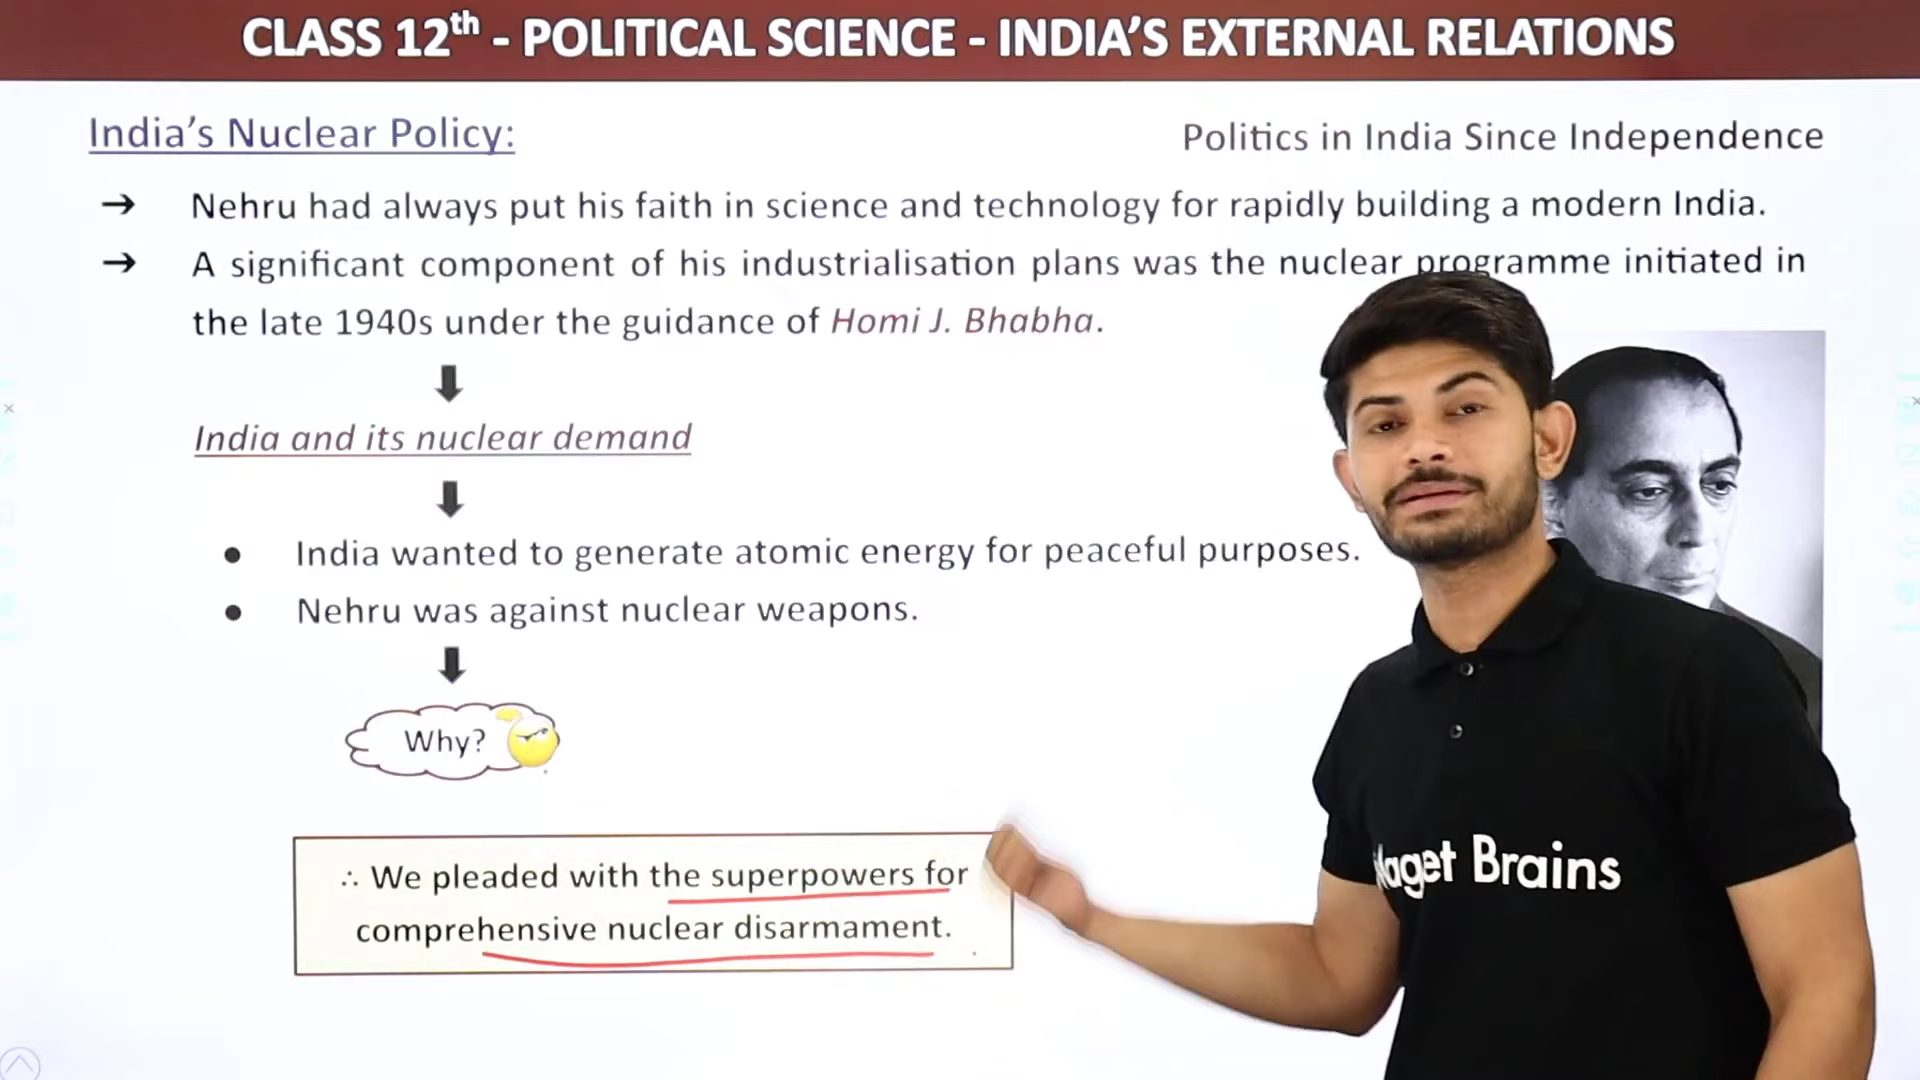 CLASS 12th - POLITICAL SCIENCE - INDIA'S EXTERNAL RELATIONS
India's Nuclear Policy:
Politics in India Since Independence
→ Nehru had always put his faith in science and technology for rapidly building a modern India.
→ A significant component of his industrialisation plans was the nuclear programme initiated in
the late 1940s under the guidance of Homi J. Bhabha.
India and its nuclear demand
● India wanted to generate atomic energy for peaceful purposes.
● Nehru was against nuclear weapons.
Why?
∴ We pleaded with the superpowers for
comprehensive nuclear disarmament.
Brains